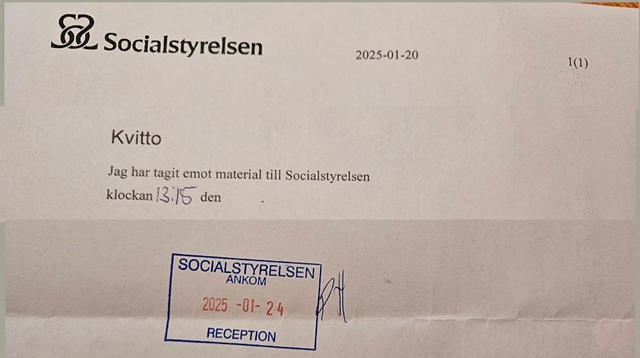 Socialstyrelsen
2025-01-20
1(1)
Kvitto
Jag har tagit emot material till Socialstyrelsen
klockan 13:15 den
SOCIALSTYRELSEN
ANKOM
2025 -01- 24
RECEPTION